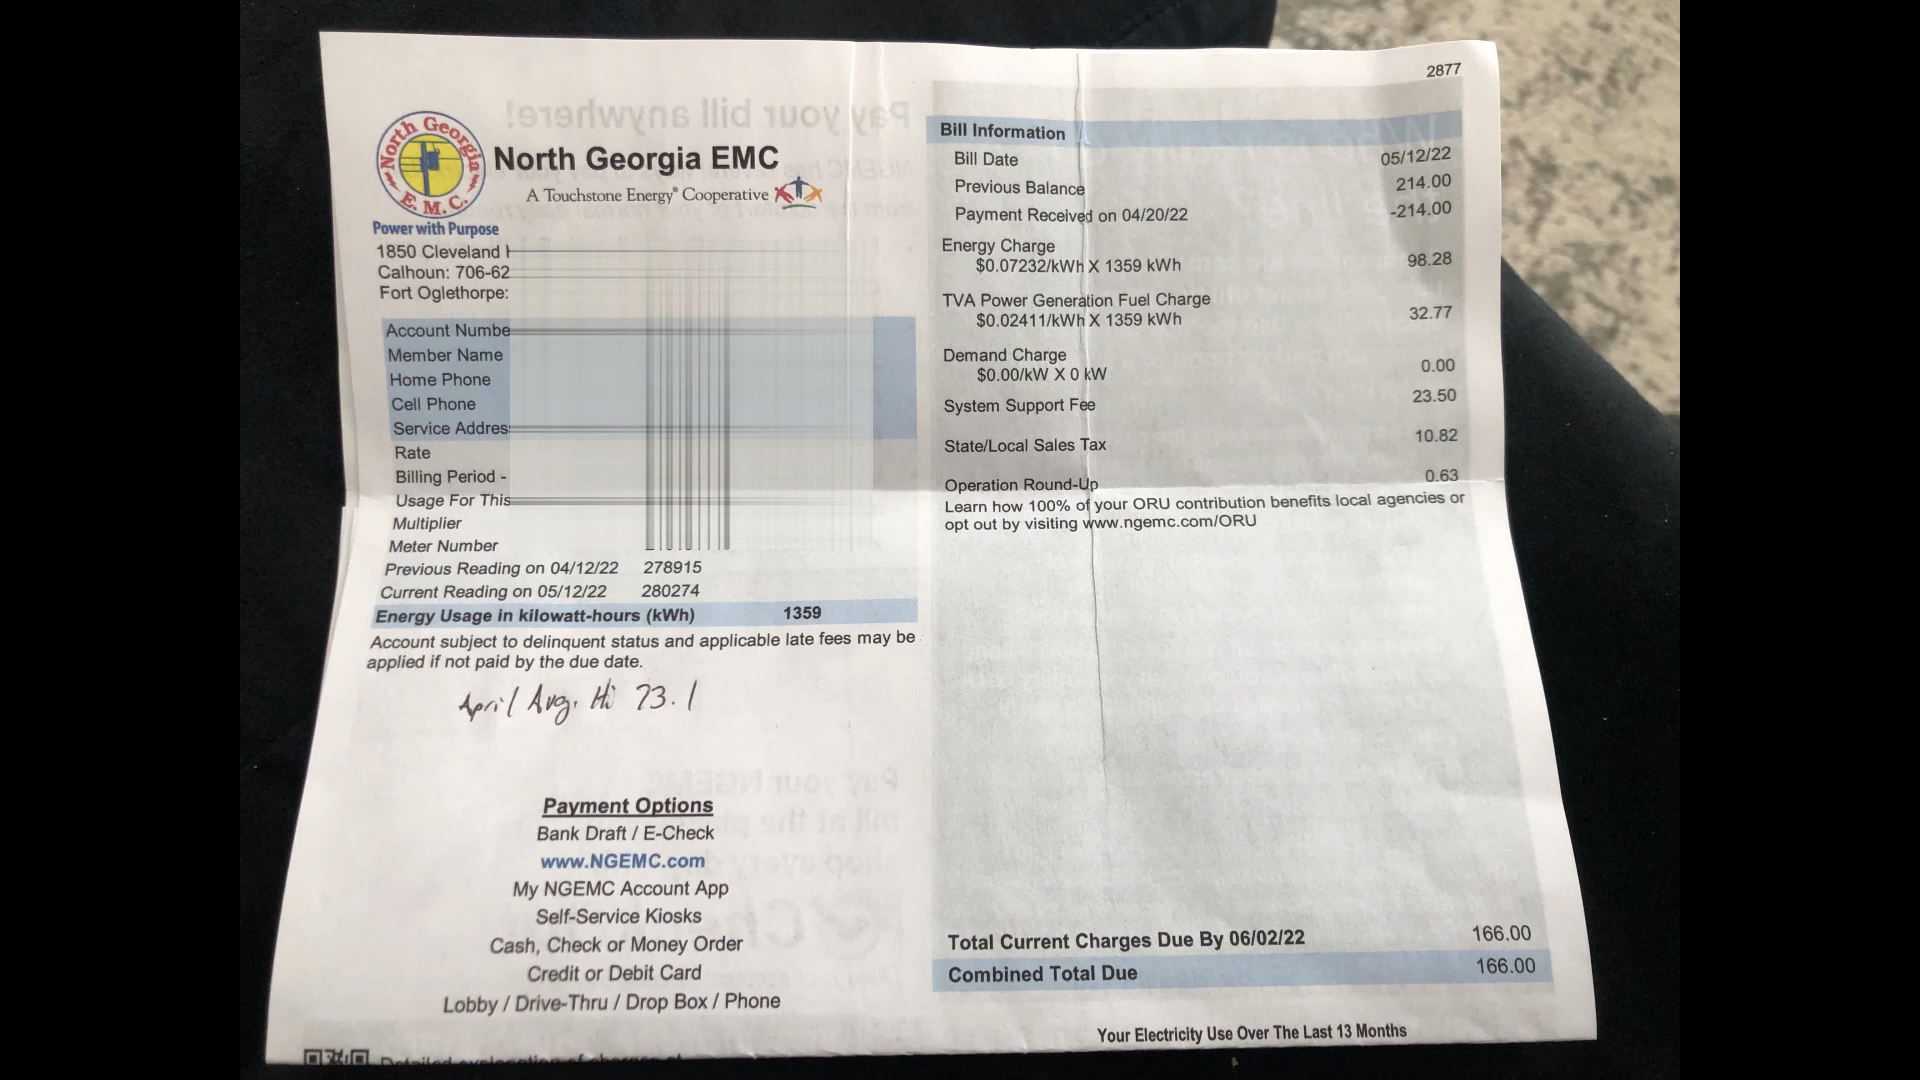 2877
North Georgia
E.M.C.
North Georgia EMC
A Touchstone Energy® Cooperative
Power with Purpose
1850 Cleveland
Calhoun: 706-62
Fort Oglethorpe:
Account Numbe
Member Name
Home Phone
Cell Phone
Service Addres
Rate
Billing Period -
Usage For This
Multiplier
Meter Number
Previous Reading on 04/12/22 278915
Current Reading on 05/12/22 280274
Energy Usage in kilowatt-hours (kWh) 1359
Account subject to delinquent status and applicable late fees may be
applied if not paid by the due date.
April Avg. Hi 73.1
Payment Options
Bank Draft / E-Check
www.NGEMC.com
My NGEMC Account App
Self-Service Kiosks
Cash, Check or Money Order
Credit or Debit Card
Lobby / Drive-Thru / Drop Box / Phone
Bill Information
Bill Date 05/12/22
Previous Balance 214.00
Payment Received on 04/20/22 -214.00
Energy Charge
$0.07232/kWh X 1359 kWh 98.28
TVA Power Generation Fuel Charge
$0.02411/kWh X 1359 kWh 32.77
Demand Charge
$0.00/kW X 0 kW 0.00
System Support Fee 23.50
State/Local Sales Tax 10.82
Operation Round-Up 0.63
Learn how 100% of your ORU contribution benefits local agencies or
opt out by visiting www.ngemc.com/ORU
Total Current Charges Due By 06/02/22 166.00
Combined Total Due 166.00
Your Electricity Use Over The Last 13 Months